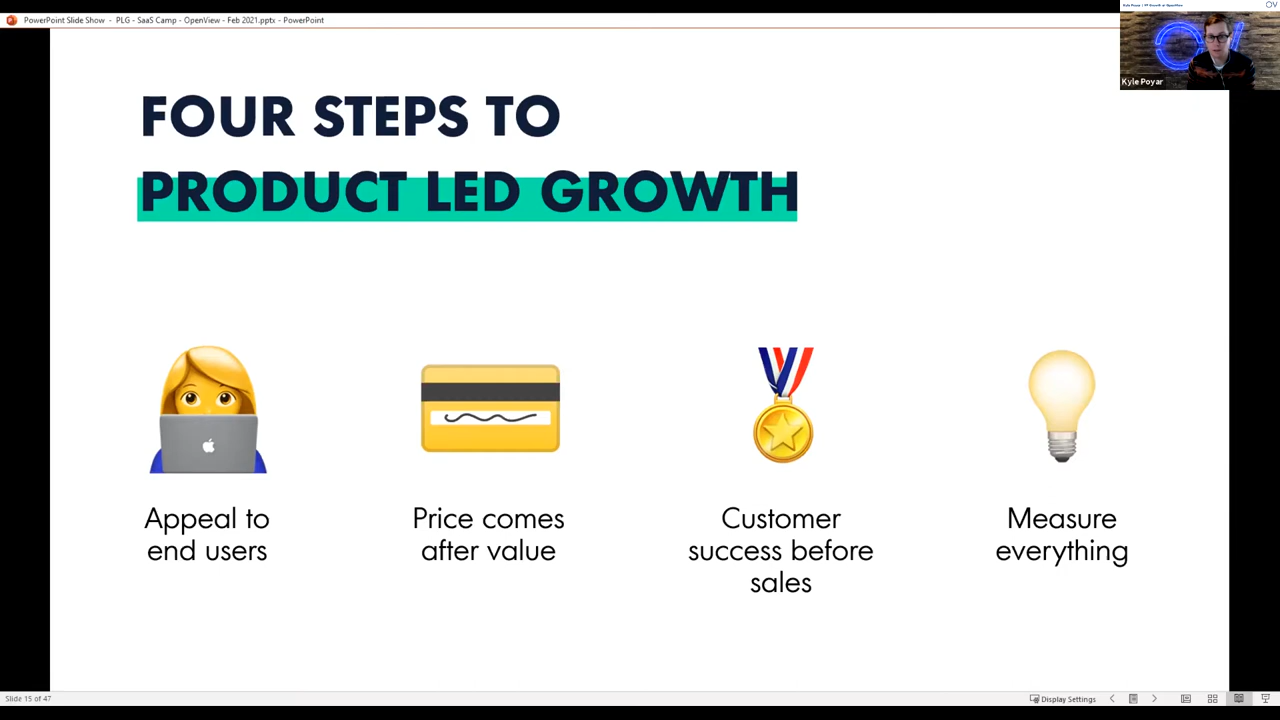 PowerPoint Slide Show - PLG - SaaS Camp - OpenView - Feb 2021.pptx - PowerPoint
OV
Kyle Poyar
FOUR STEPS TO
PRODUCT LED GROWTH
Appeal to
end users
Price comes
after value
Customer
success before
sales
Measure
everything
Slide 15 of 47
Display Settings